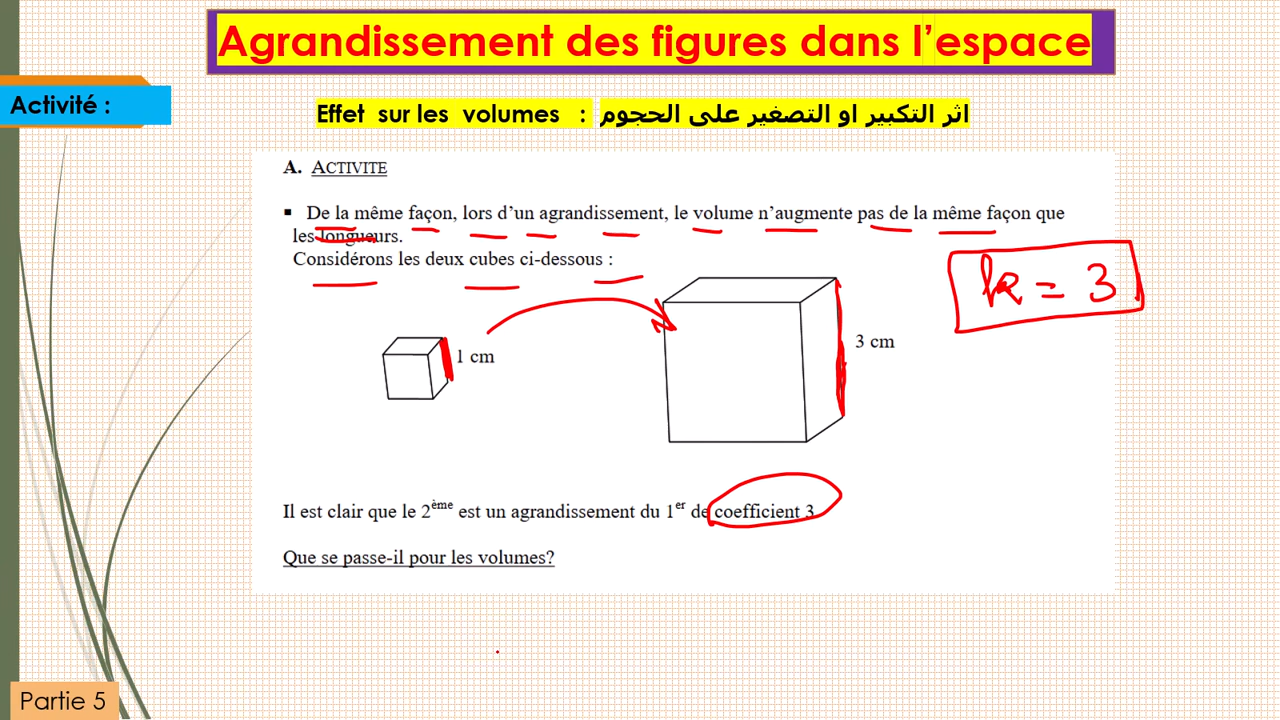 Agrandissement des figures dans l’espace
Activité :
Effet sur les volumes : اثر التكبير او التصغير على الحجوم
A. ACTIVITE
▪ De la même façon, lors d’un agrandissement, le volume n’augmente pas de la même façon que
les longueurs.
Considérons les deux cubes ci-dessous :
k = 3
3 cm
1 cm
Il est clair que le 2ème est un agrandissement du 1er de coefficient 3
Que se passe-il pour les volumes?
Partie 5